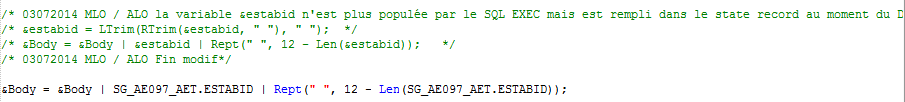 /* 03072014 MLO / ALO la variable &estabid n'est plus populée par le SQL EXEC mais est rempli dans le state record au moment du D
/* &estabid = LTrim(RTrim(&estabid, " "), " ");  */
/* &Body = &Body | &estabid | Rept(" ", 12 - Len(&estabid));   */
/* 03072014 MLO / ALO Fin modif*/
&Body = &Body | SG_AE097_AET.ESTABID | Rept(" ", 12 - Len(SG_AE097_AET.ESTABID));